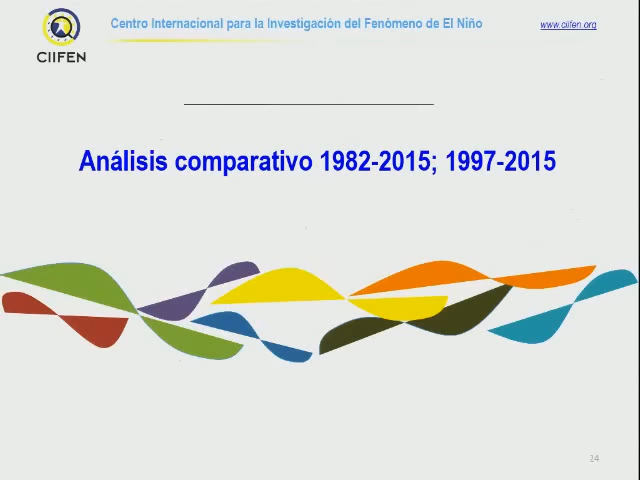 Centro Internacional para la Investigación del Fenómeno de El Niño
www.ciifen.org
CIIFEN
Análisis comparativo 1982-2015; 1997-2015
24